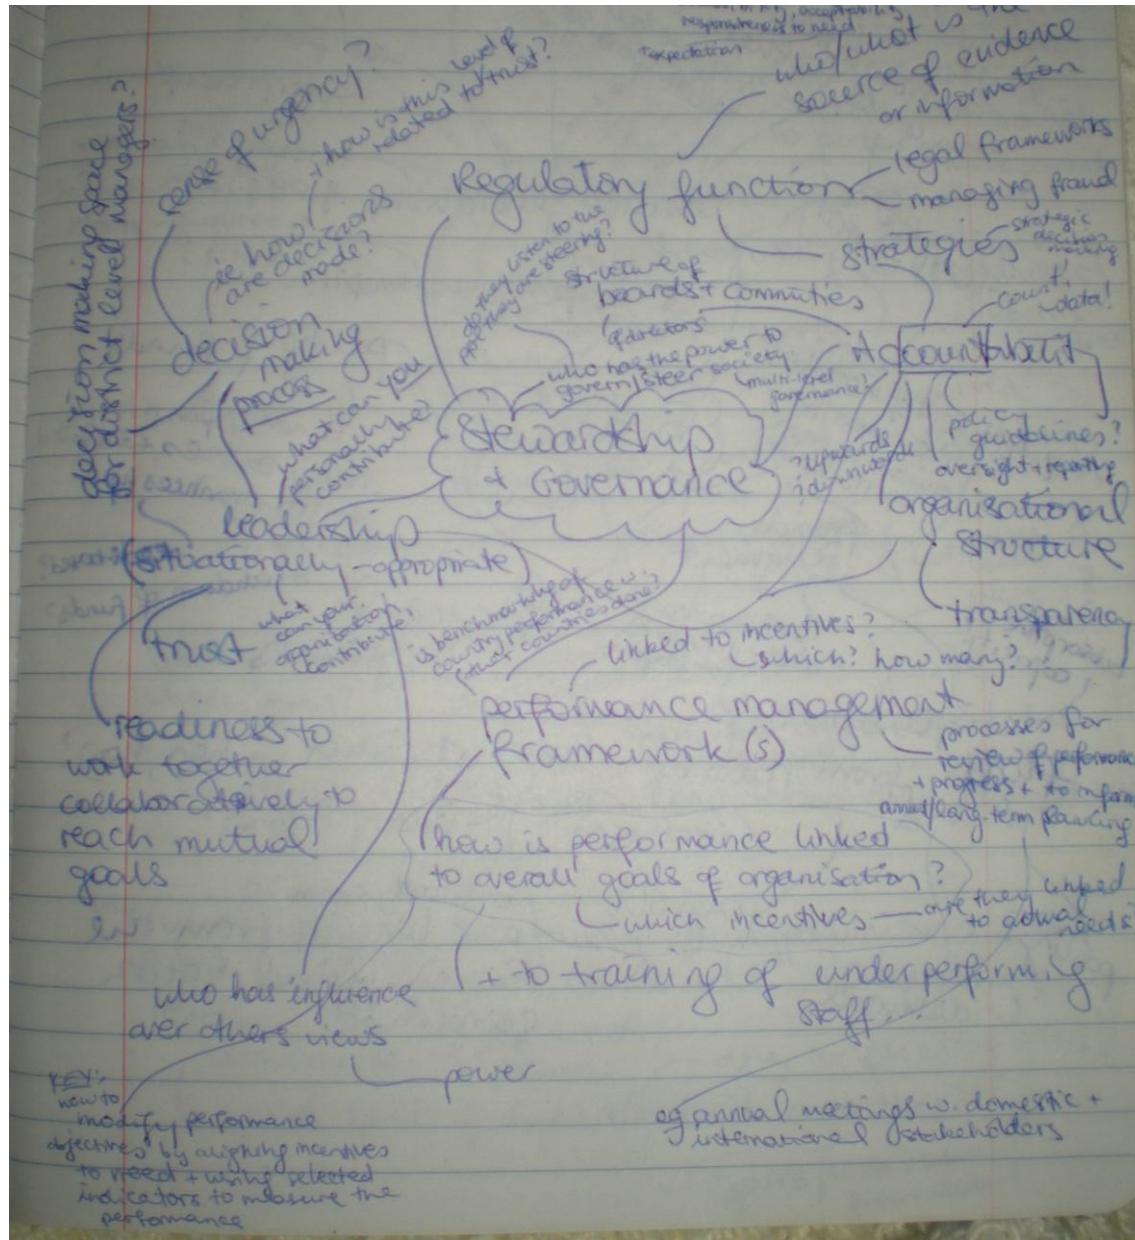 responsiveness to need
+ expectation
who/what is the
source of evidence
or information
sense of urgency?
+ how is this level of
related to trust?
decision making space
for district level managers?
ie how
are decisions
made?
Regulatory function
legal frameworks
managing fraud
strategies
strategic
decision
making
do they listen to the
they are steering?
structure of
boards +
count,
data!
decision
making
process
who has the power to
govern/steer society
(multi-level
governance?
what can you
personally
contribute?
Stewardship
+ Governance
? upwards
? downwards
policy
guidelines?
oversight + reporting
organisational
structure
transparency
leadership
(situationally-appropriate)
trust
what
can your
organisation
contribute?
is benchmarking of
country performance w.
other countries done?
linked to incentives?
which? how many?
performance management
framework(s)
processes for
review of performance
+ progress + to inform
annual/long-term planning
readiness to
work together
collaboratively to
reach mutual
goals
how is performance linked
to overall goals of organisation?
which incentives
are they linked
to actual
needs
+ to training of underperforming
staff...
who has influence
over others views
power
KEY:
how to
modify performance
objectives by aligning incentives
to need + using selected
indicators to measure the
performance
eg annual meetings w. domestic +
international stakeholders